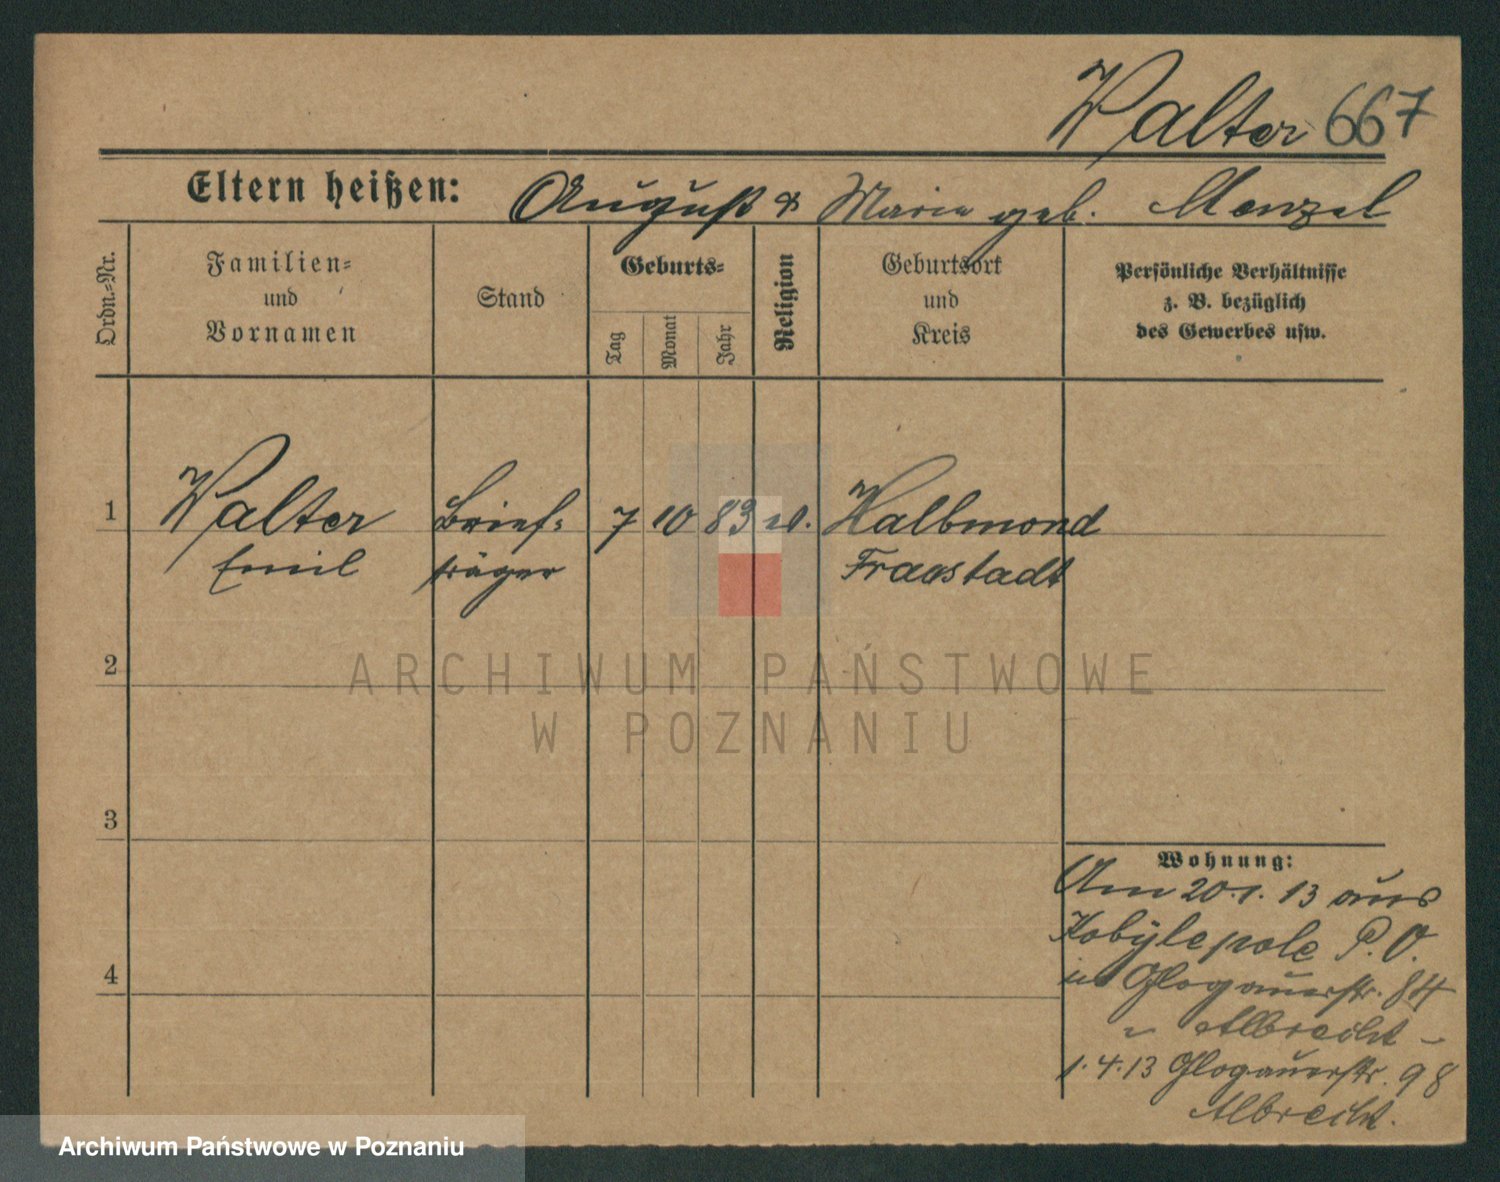 Walter 667
Eltern heißen: August & Marie geb. Menzel
Ordn.-Nr.
Familien-
und
Vornamen
Stand
Geburts-
Tag
Monat
Jahr
Religion
Geburtsort
und
Kreis
Persönliche Verhältnisse
z. B. bezüglich
des Gewerbes usw.
1 Walter Brief- 7 10 83 ev. Halbmond
Emil träger Fraustadt
2
ARCHIWUM PAŃSTWOWE
W POZNANIU
3
Wohnung:
Am 20.1.13 aus
Kobylepole P. O.
in Glogauerstr. 84
Albrecht
4
1.4.13 Glogauerstr. 98
Albrecht.
Archiwum Państwowe w Poznaniu